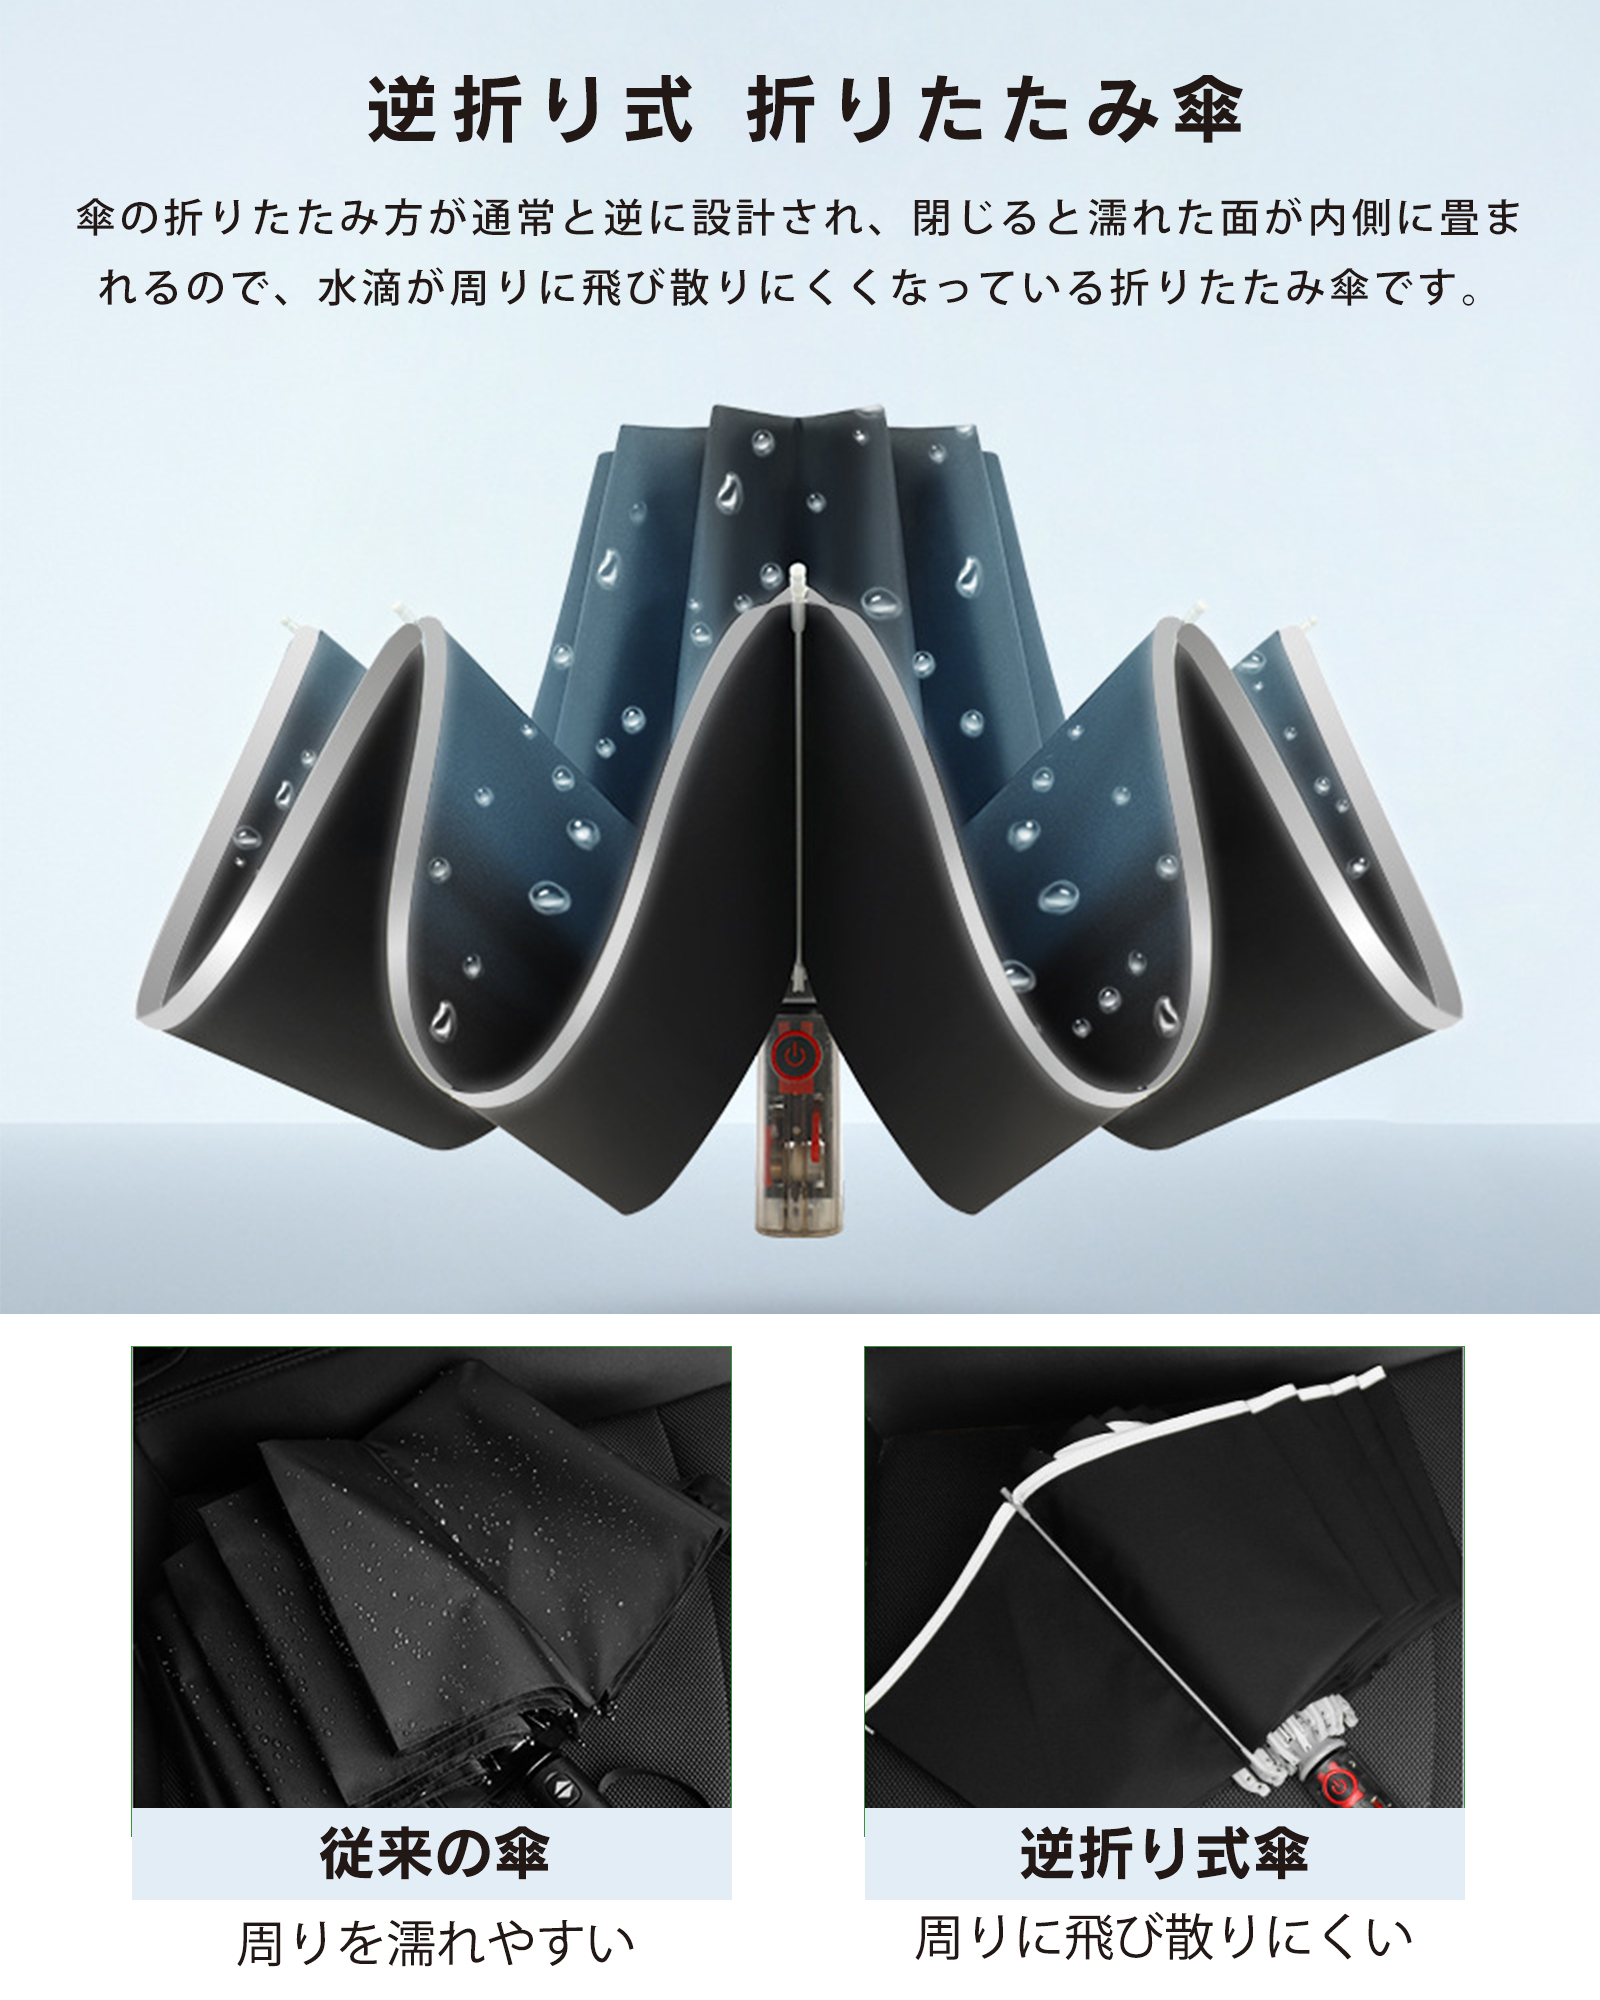 逆折り式 折りたたみ傘
傘の折りたたみ方が通常と逆に設計され、閉じると濡れた面が内側に畳ま
れるので、水滴が周りに飛び散りにくくなっている折りたたみ傘です。
従来の傘
周りを濡れやすい
逆折り式傘
周りに飛び散りにくい